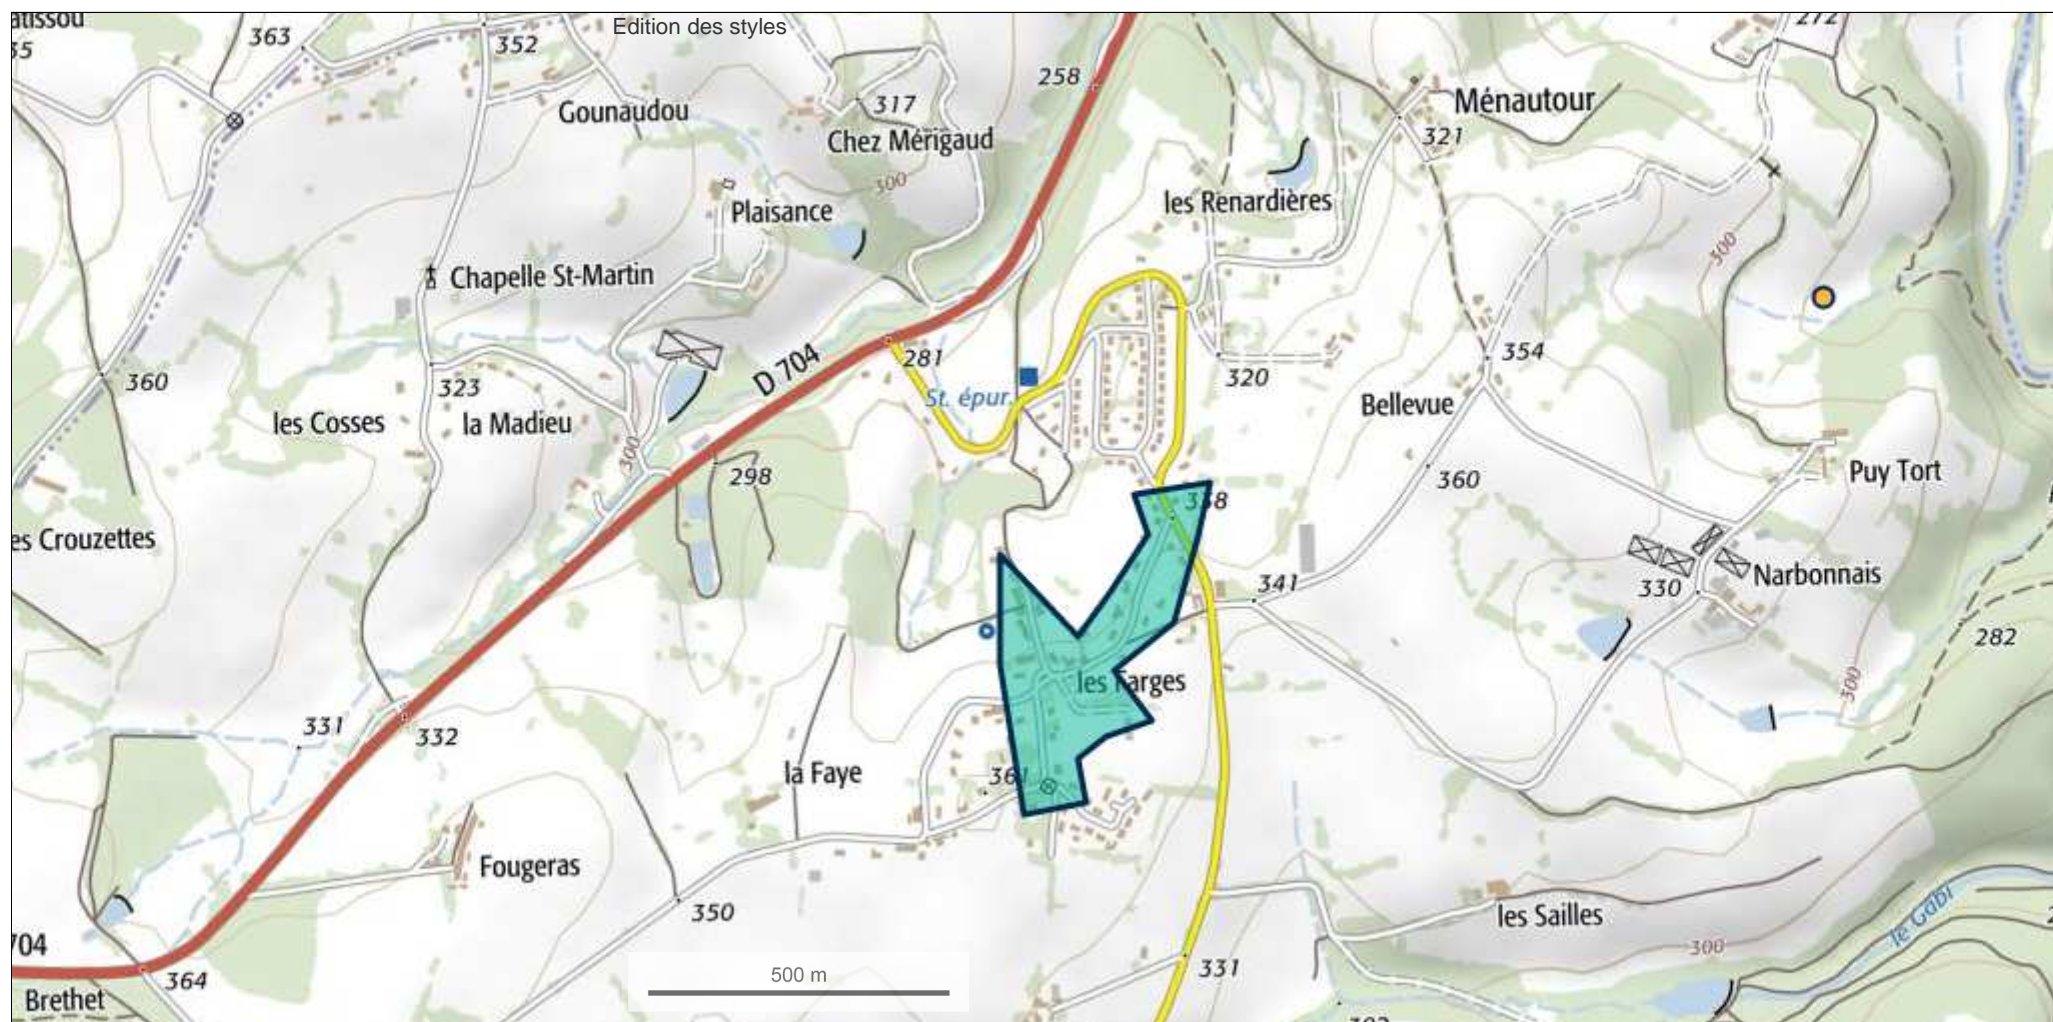 Edition des styles
363
352
258
272
317
Gounaudou
Chez Mérigaud
Ménautour
321
300
les Renardières
Plaisance
300
Chapelle St-Martin
281
D 704
354
360
323
320
St. épur.
Bellevue
les Cosses
la Madieu
300
298
360
Puy Tort
338
es Crouzettes
341
330
Narbonnais
282
les Farges
300
331
332
la Faye
361
Fougeras
350
les Sailles
le Gabi
704
300
331
364
500 m
Brethet